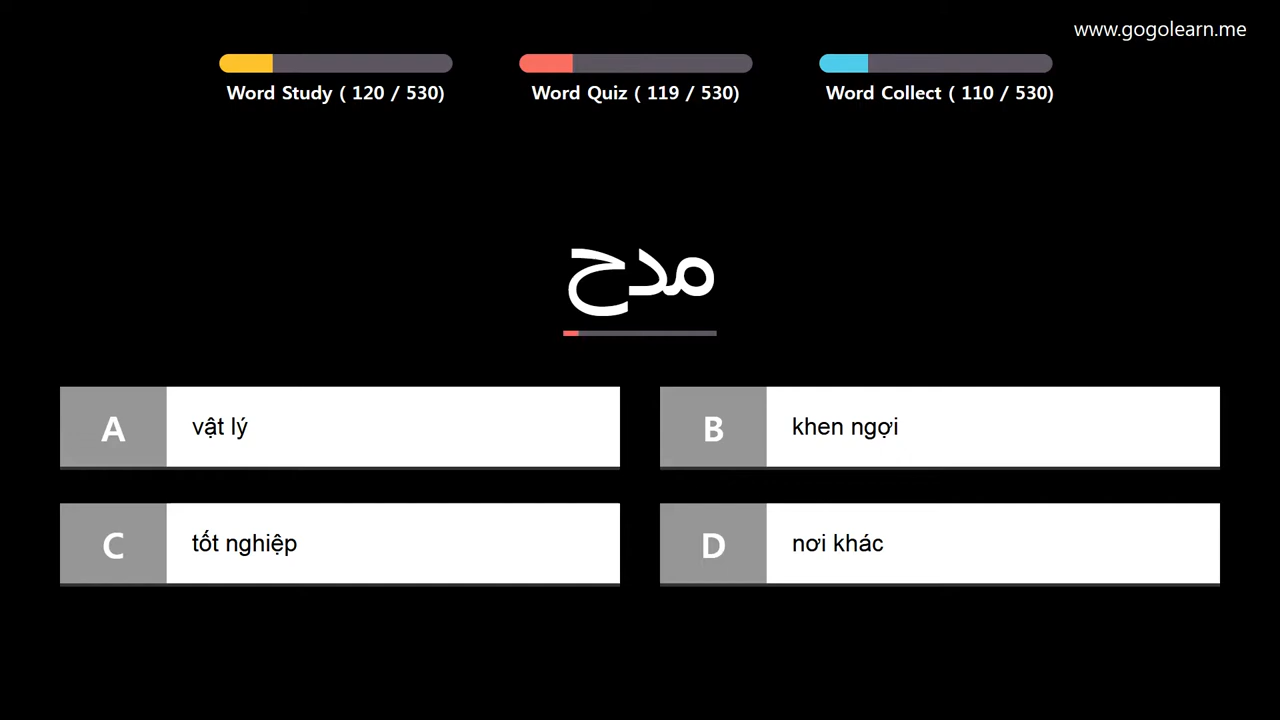 www.gogolearn.me
Word Study ( 120 / 530)
Word Quiz ( 119 / 530)
Word Collect ( 110 / 530)
مدح
A
vật lý
B
khen ngợi
C
tốt nghiệp
D
nơi khác